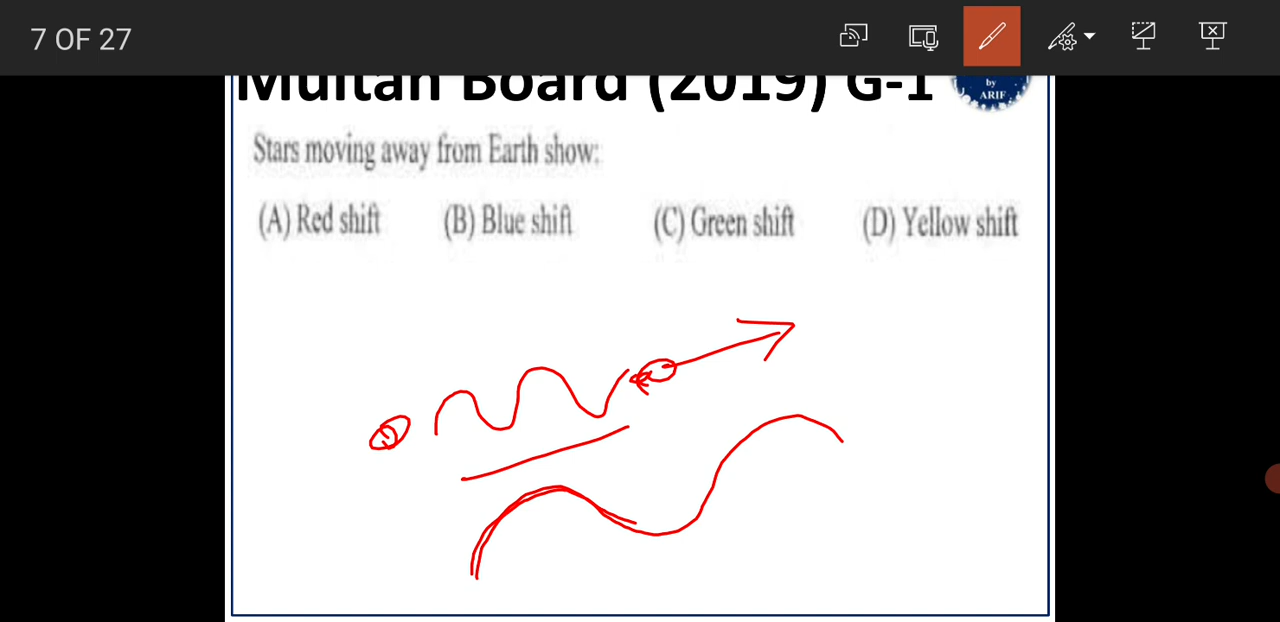 7 OF 27
Multan Board (2019) G-1
by
ARIF
Stars moving away from Earth show:
(A) Red shift (B) Blue shift (C) Green shift (D) Yellow shift